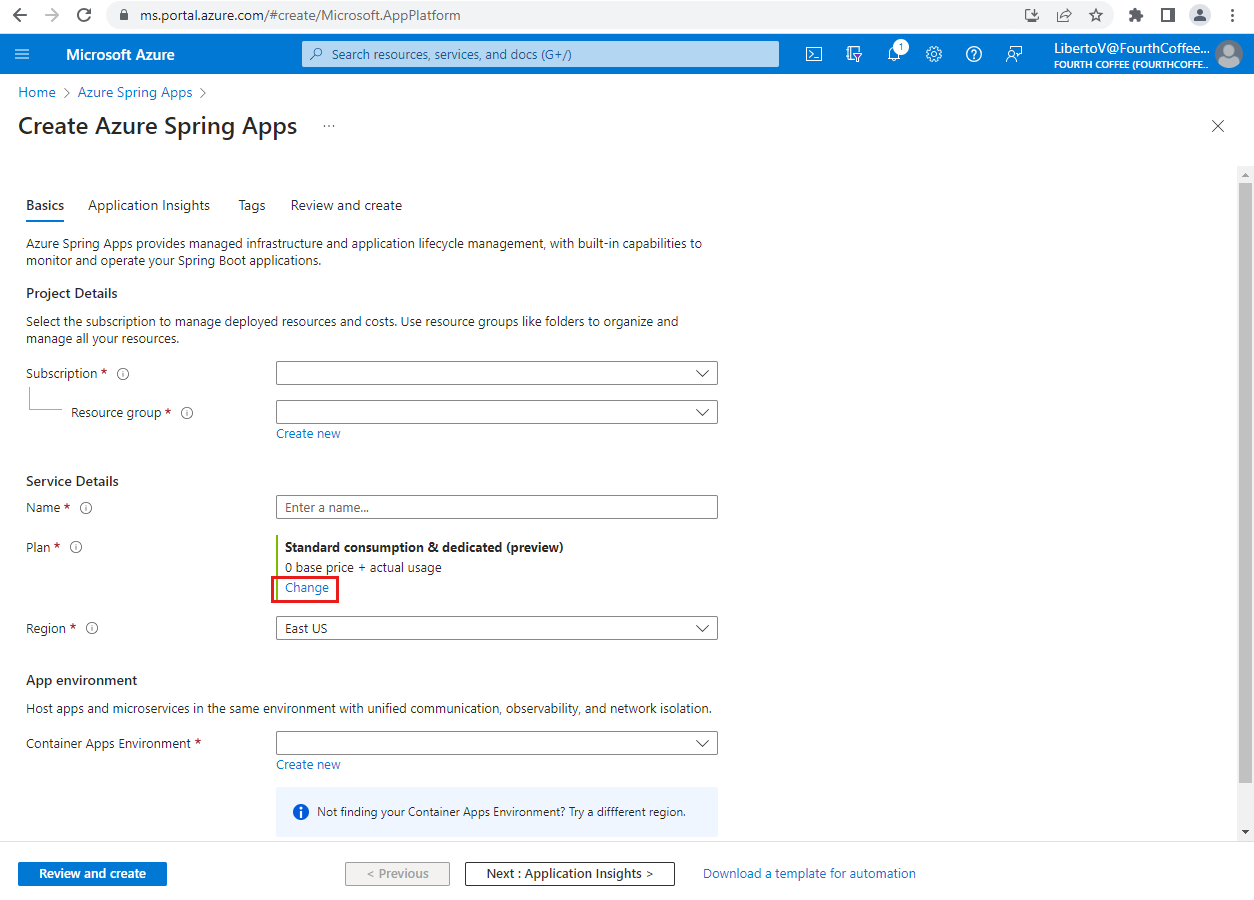 ms.portal.azure.com/#create/Microsoft.AppPlatform
Microsoft Azure
Search resources, services, and docs (G+/)
1
LibertoV@FourthCoffee...
FOURTH COFFEE (FOURTHCOFFE...
Home > Azure Spring Apps >
Create Azure Spring Apps ...
Basics Application Insights Tags Review and create
Azure Spring Apps provides managed infrastructure and application lifecycle management, with built-in capabilities to
monitor and operate your Spring Boot applications.
Project Details
Select the subscription to manage deployed resources and costs. Use resource groups like folders to organize and
manage all your resources.
Subscription *
Resource group *
Create new
Service Details
Name *
Enter a name...
Plan *
Standard consumption & dedicated (preview)
0 base price + actual usage
Change
Region *
East US
App environment
Host apps and microservices in the same environment with unified communication, observability, and network isolation.
Container Apps Environment *
Create new
Not finding your Container Apps Environment? Try a diffferent region.
Review and create
< Previous
Next : Application Insights >
Download a template for automation